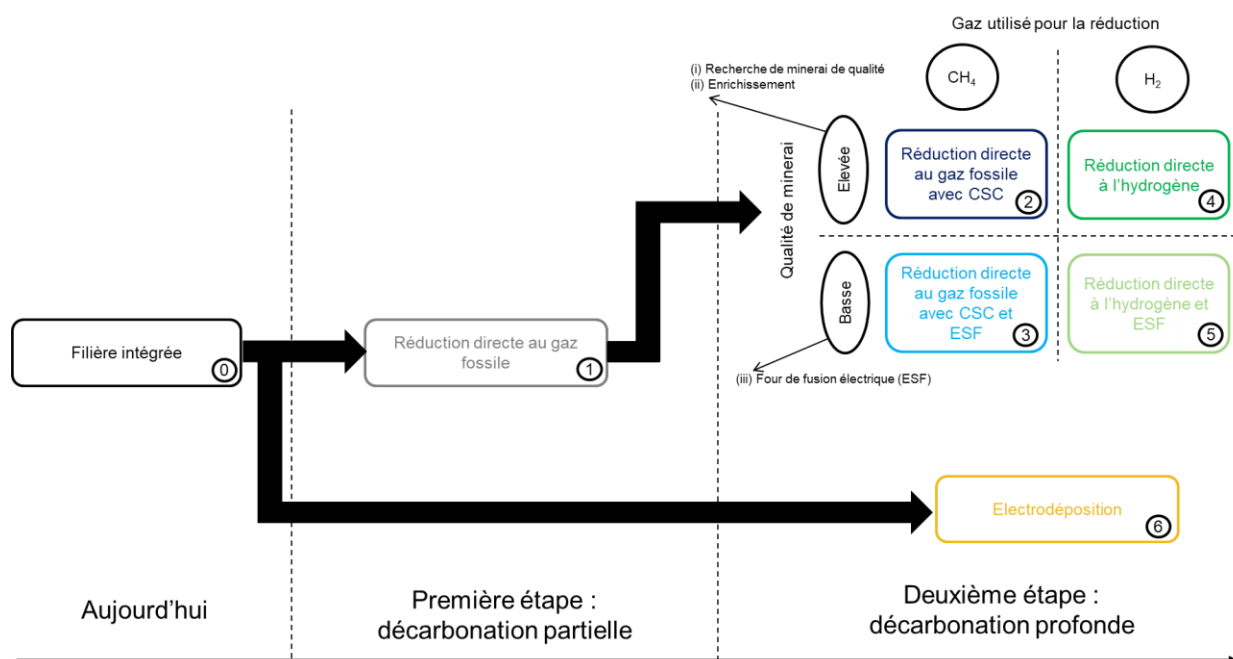 Gaz utilisé pour la réduction
(i) Recherche de minerai de qualité
(ii) Enrichissement
CH₄
H₂
Qualité de minerai
Elevée
Réduction directe
au gaz fossile
avec CSC
2
Réduction directe
à l'hydrogène
4
Basse
Réduction directe
au gaz fossile
avec CSC et
ESF
3
Réduction directe
à l'hydrogène et
ESF
5
(iii) Four de fusion électrique (ESF)
Filière intégrée
0
Réduction directe au gaz
fossile
1
Electrodéposition
6
Aujourd'hui
Première étape :
décarbonation partielle
Deuxième étape :
décarbonation profonde